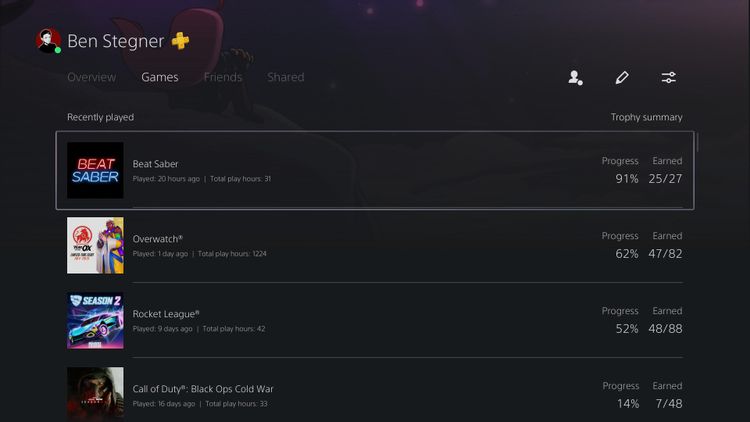 Ben Stegner
Overview Games Friends Shared
Recently played Trophy summary
BEAT
SABER
Beat Saber
Played: 20 hours ago | Total play hours: 31
Progress Earned
91% 25/27
OX
Overwatch®
Played: 1 day ago | Total play hours: 1224
Progress Earned
62% 47/82
SEASON 2
Rocket League®
Played: 9 days ago | Total play hours: 42
Progress Earned
52% 48/88
Call of Duty®: Black Ops Cold War
Played: 16 days ago | Total play hours: 33
Progress Earned
14% 7/48